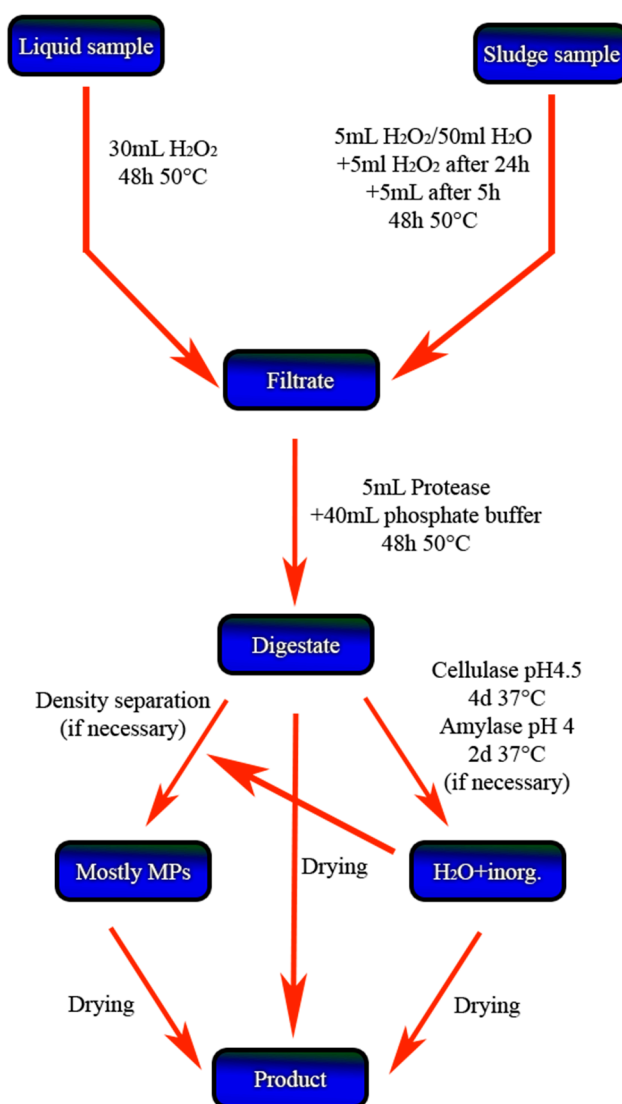 Liquid sample
Sludge sample
30mL H₂O₂
48h 50°C
5mL H₂O₂/50ml H₂O
+5ml H₂O₂ after 24h
+5mL after 5h
48h 50°C
Filtrate
5mL Protease
+40mL phosphate buffer
48h 50°C
Digestate
Density separation
(if necessary)
Cellulase pH4.5
4d 37°C
Amylase pH 4
2d 37°C
(if necessary)
Mostly MPs
Drying
H₂O+inorg.
Drying
Drying
Product